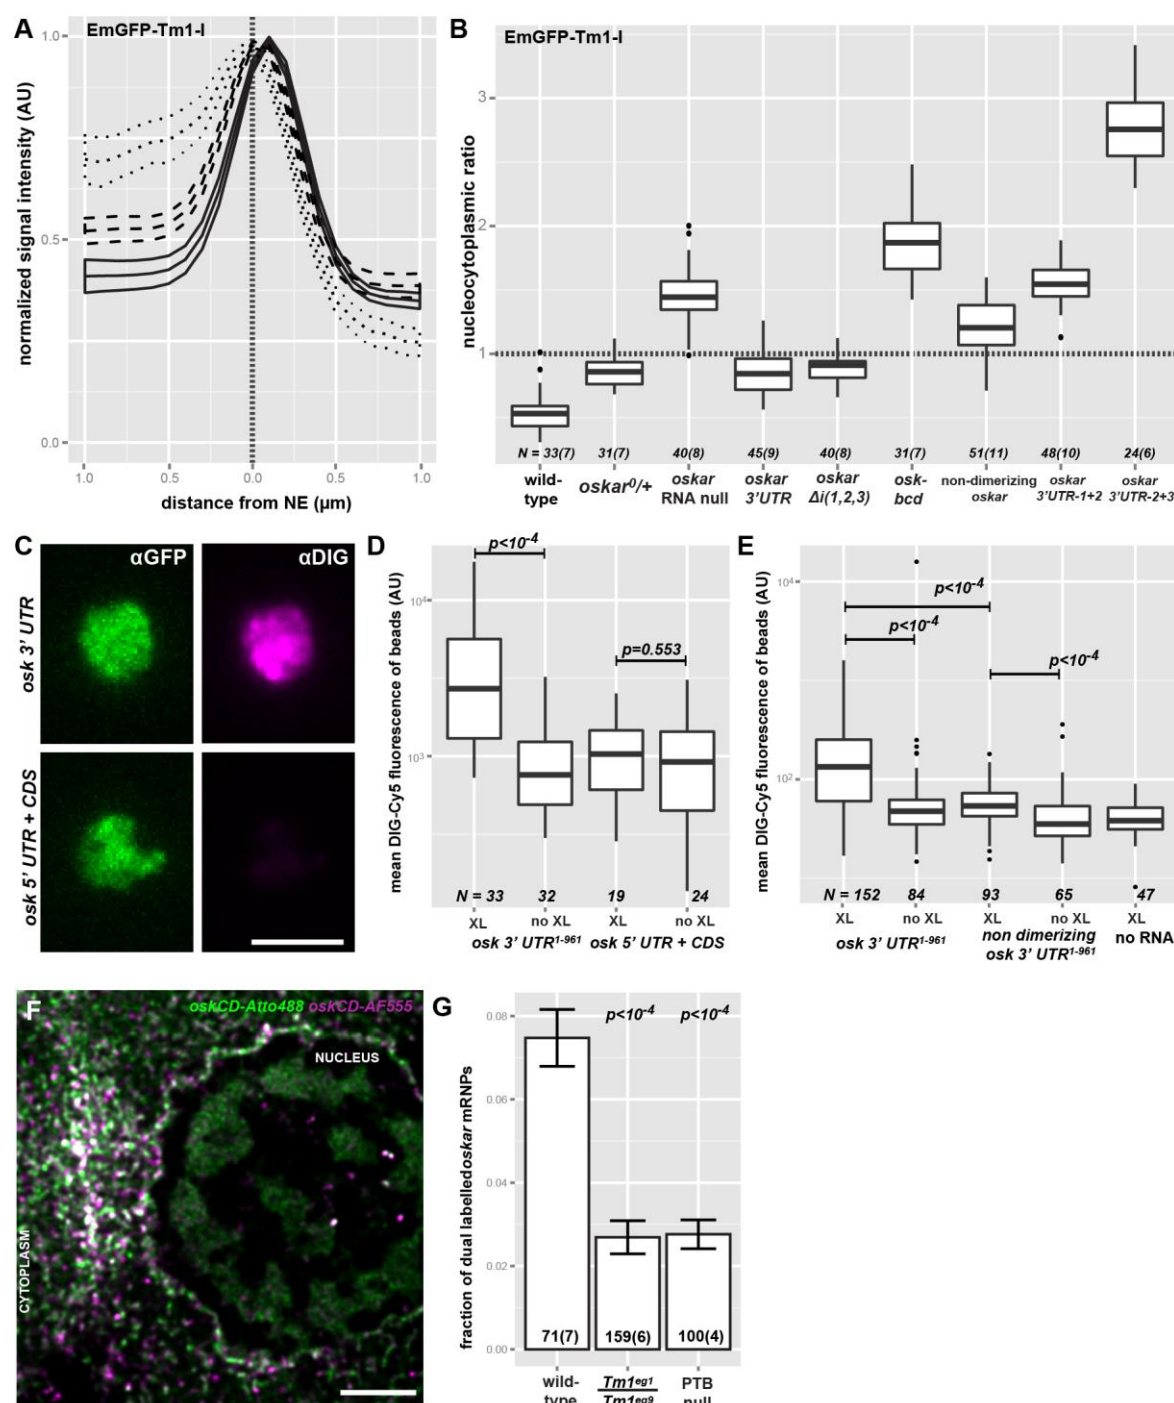 A
EmGFP-Tm1-I
normalized signal intensity (AU)
1.0
0.5
0.0
1.0
0.5
0.0
0.5
1.0
distance from NE (µm)
B
EmGFP-Tm1-I
nucleocytoplasmic ratio
3
2
1
N = 33(7) 31(7) 40(8) 45(9) 40(8) 31(7) 51(11) 48(10) 24(6)
wild-
type
oskar⁰/+
oskar
RNA null
oskar
3'UTR
oskar
Δi(1,2,3)
osk-
bcd
non-dimerizing
oskar
oskar
3'UTR-1+2
oskar
3'UTR-2+3
C
αGFP
αDIG
osk 3' UTR
osk 5' UTR + CDS
D
mean DIG-Cy5 fluorescence of beads (AU)
10⁴
10³
p<10⁻⁴
p=0.553
N = 33 32 19 24
XL no XL XL no XL
osk 3' UTR¹⁻⁹⁶¹ osk 5' UTR + CDS
E
mean DIG-Cy5 fluorescence of beads (AU)
10⁴
10²
p<10⁻⁴
p<10⁻⁴
p<10⁻⁴
N = 152 84 93 65 47
XL no XL XL no XL XL
osk 3' UTR¹⁻⁹⁶¹
non dimerizing
osk 3' UTR¹⁻⁹⁶¹
no RNA
F
oskCD-Atto488 oskCD-AF555
NUCLEUS
CYTOPLASM
G
fraction of dual labelledoskar mRNPs
0.08
0.06
0.04
0.02
0.00
p<10⁻⁴ p<10⁻⁴
71(7) 159(6) 100(4)
wild-
type
Tm1ᵉᵍ¹
Tm1ᵉᵍ⁹
PTB
null